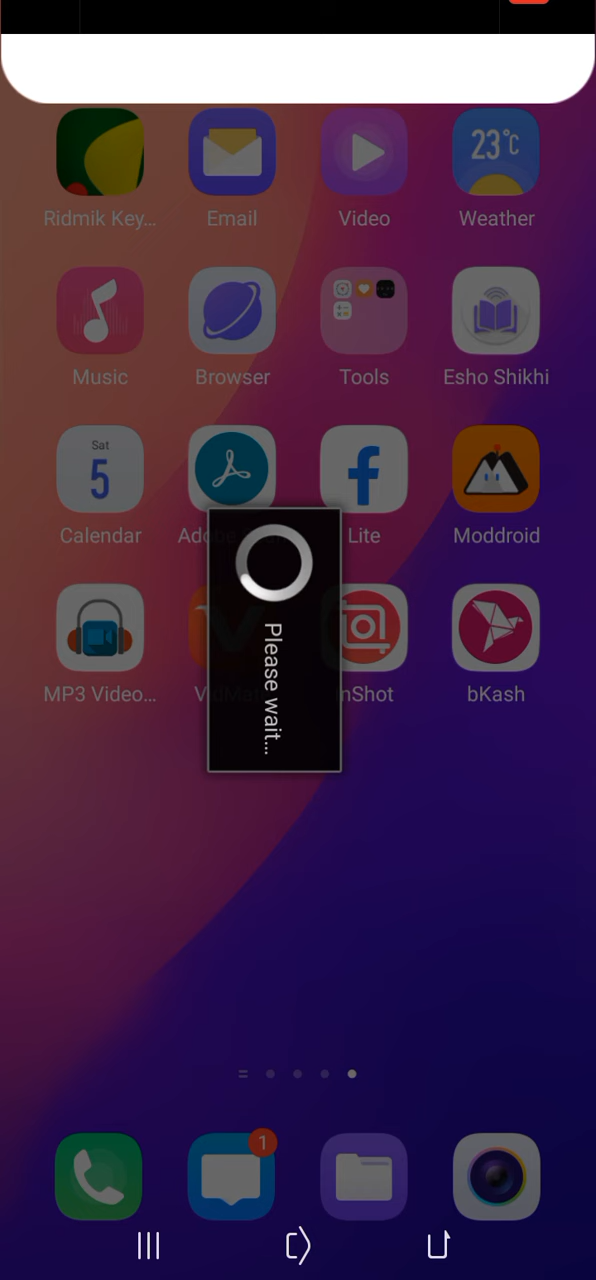 23°C
Ridmik Key...
Email
Video
Weather
Music
Browser
Tools
Esho Shikhi
Sat
5
Calendar
Lite
Moddroid
Please wait...
MP3 Video...
nShot
bKash
1